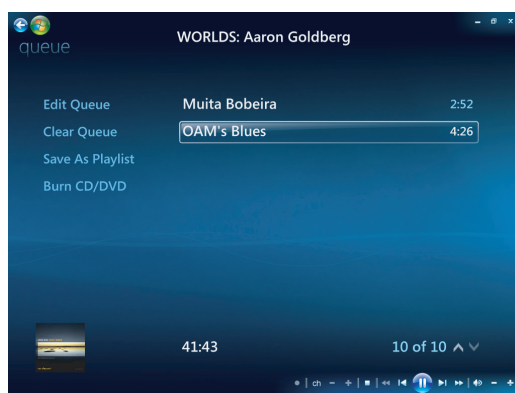 queue
WORLDS: Aaron Goldberg
Edit Queue
Clear Queue
Save As Playlist
Burn CD/DVD
Muita Bobeira 2:52
OAM's Blues 4:26
41:43 10 of 10
ch - +
- +